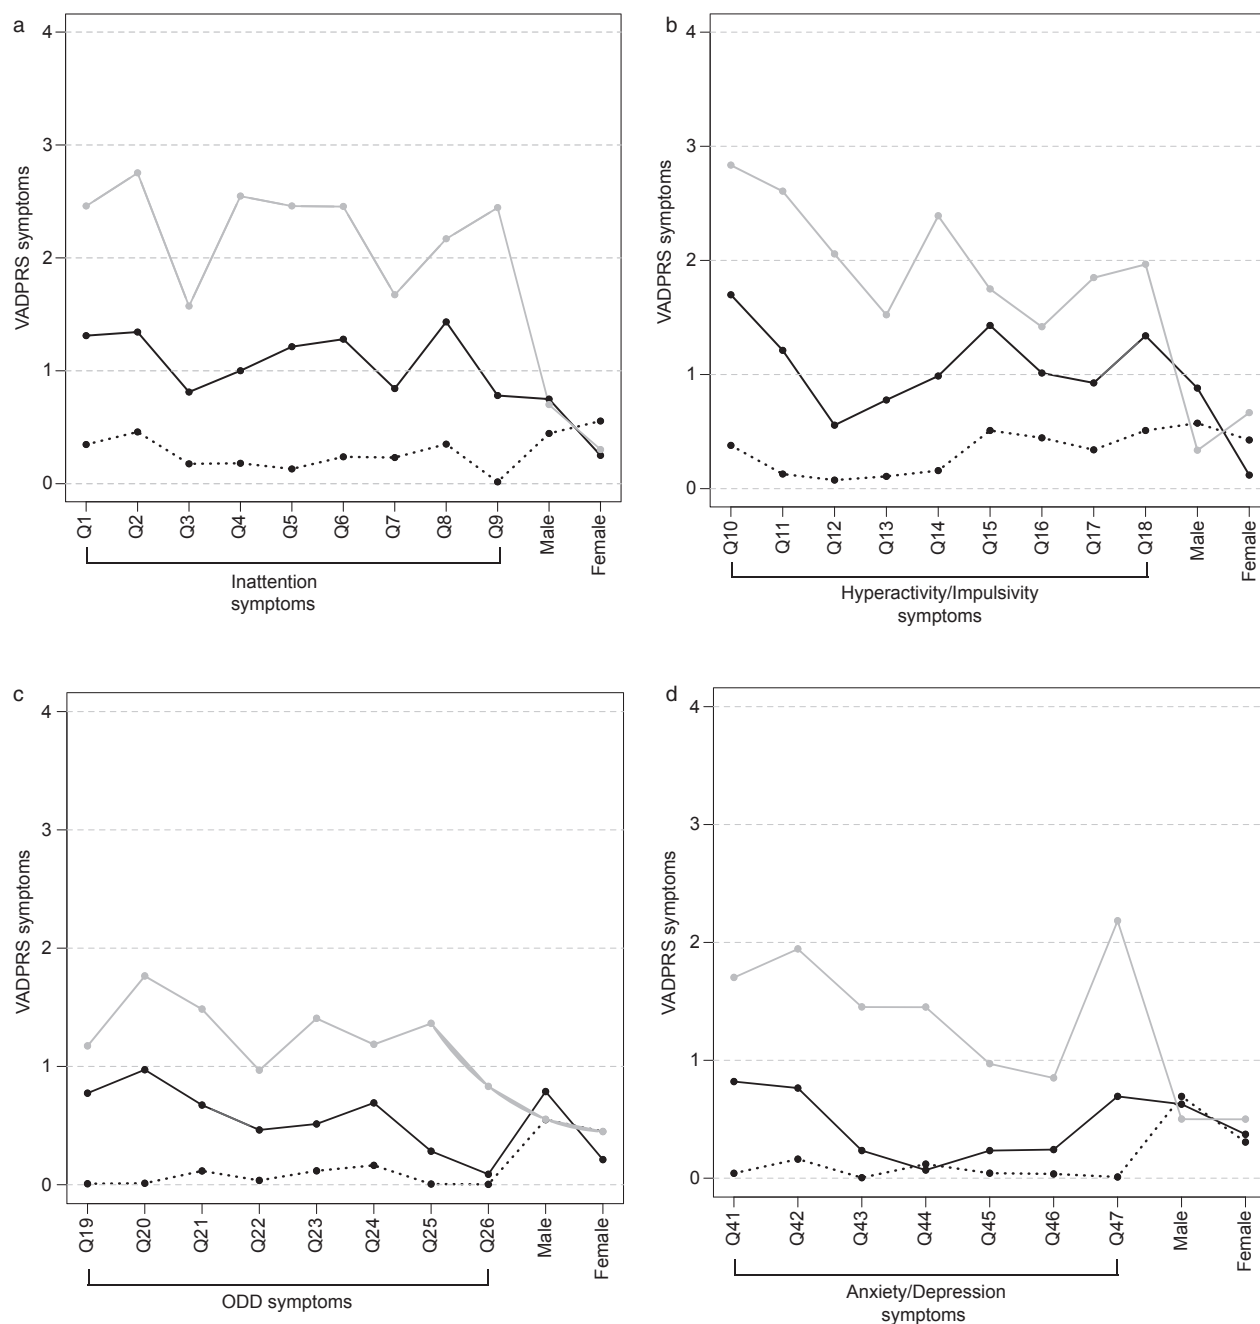 a
4
3
2
1
0
VADPRS symptoms
Q1
Q2
Q3
Q4
Q5
Q6
Q7
Q8
Q9
Male
Female
Inattention
symptoms
b
4
3
2
1
0
VADPRS symptoms
Q10
Q11
Q12
Q13
Q14
Q15
Q16
Q17
Q18
Male
Female
Hyperactivity/Impulsivity
symptoms
c
4
3
2
1
0
VADPRS symptoms
Q19
Q20
Q21
Q22
Q23
Q24
Q25
Q26
Male
Female
ODD symptoms
d
4
3
2
1
0
VADPRS symptoms
Q41
Q42
Q43
Q44
Q45
Q46
Q47
Male
Female
Anxiety/Depression
symptoms